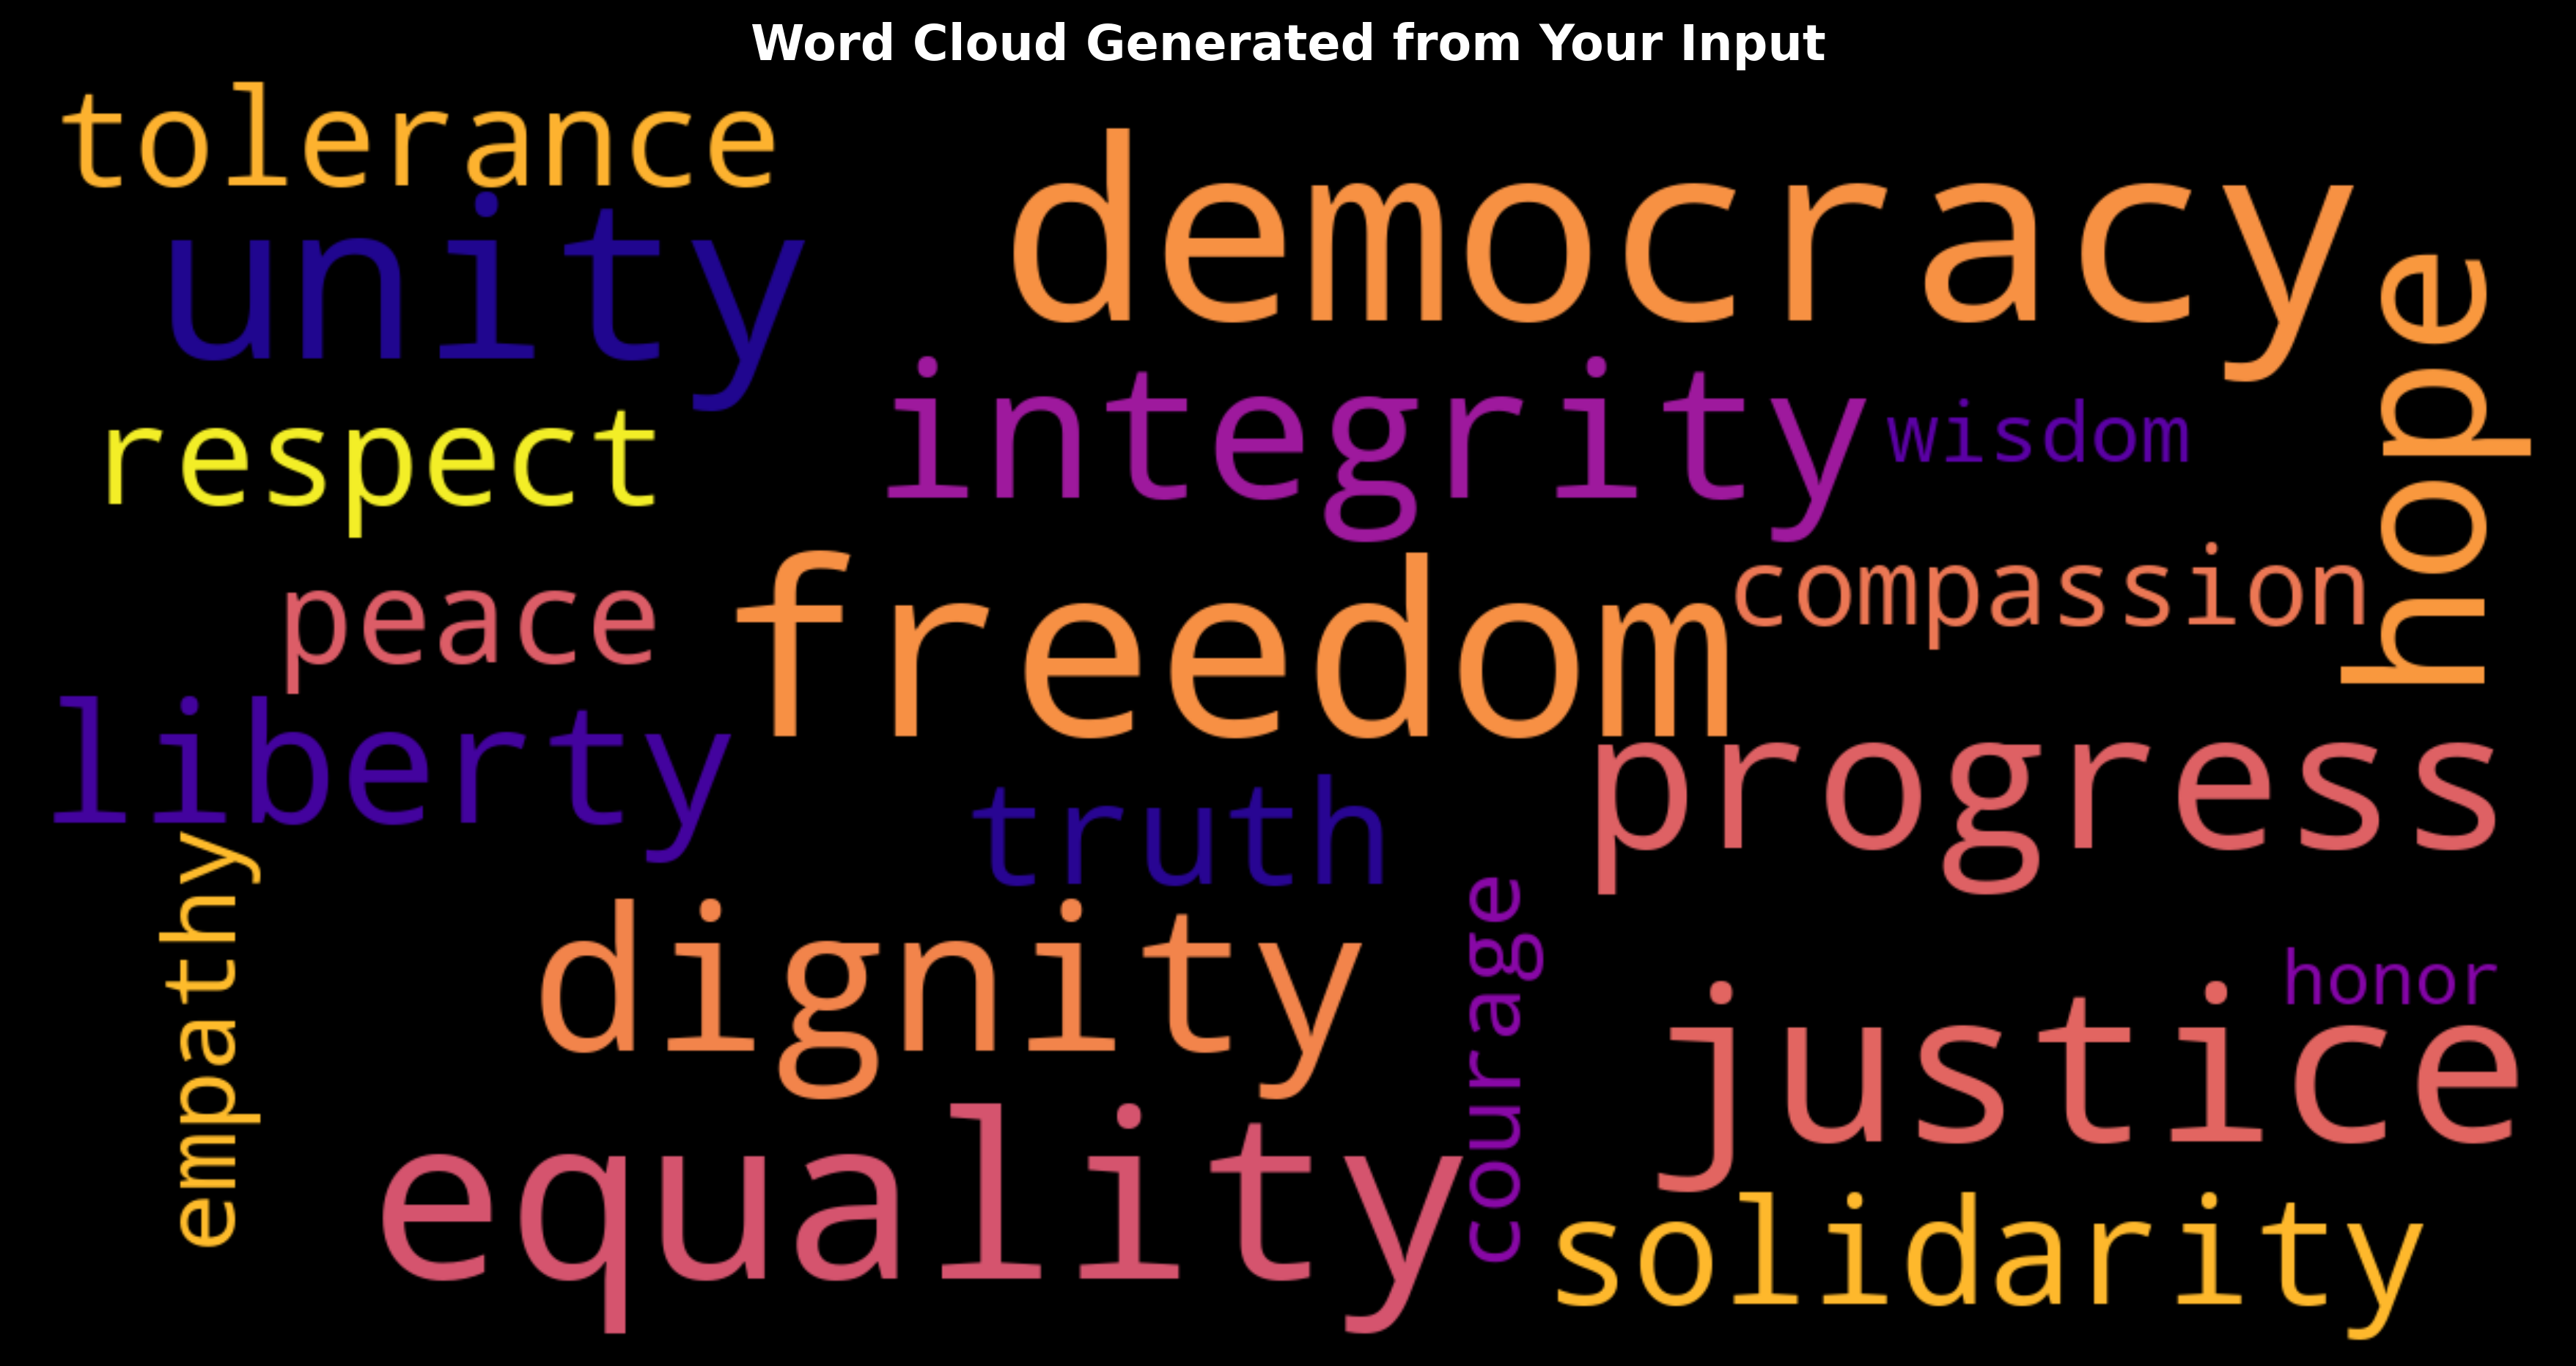 Word Cloud Generated from Your Input
tolerance
democracy
unity
hope
integrity
wisdom
respect
freedom
compassion
peace
liberty
progress
truth
empathy
courage
dignity
honor
justice
equality
solidarity